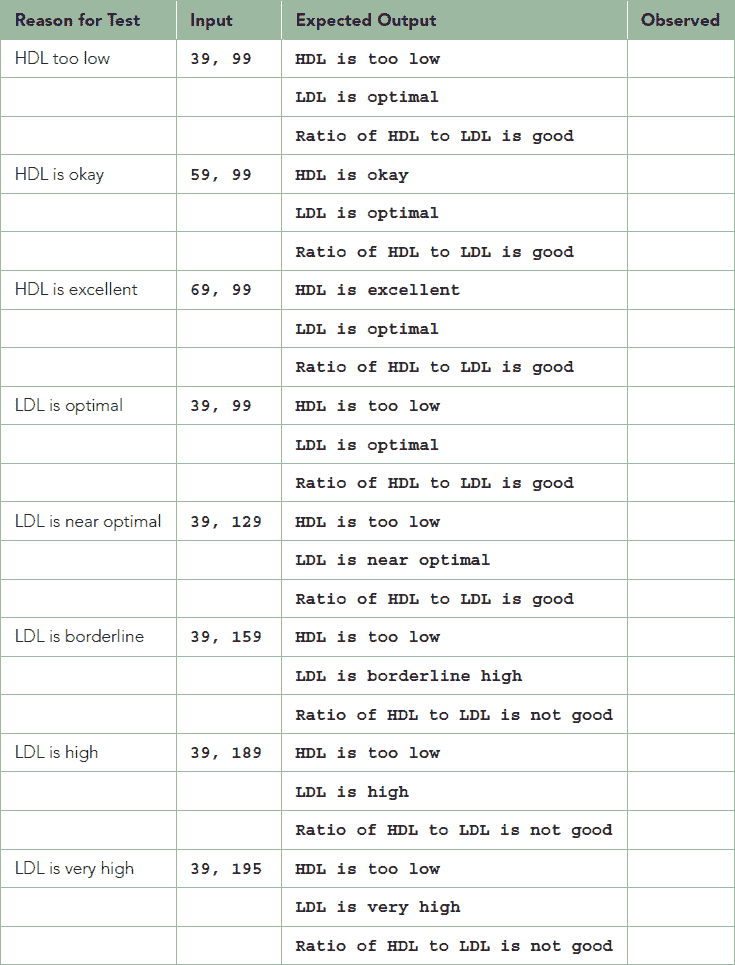 Reason for Test Input Expected Output Observed
HDL too low 39, 99 HDL is too low
LDL is optimal
Ratio of HDL to LDL is good
HDL is okay 59, 99 HDL is okay
LDL is optimal
Ratio of HDL to LDL is good
HDL is excellent 69, 99 HDL is excellent
LDL is optimal
Ratio of HDL to LDL is good
LDL is optimal 39, 99 HDL is too low
LDL is optimal
Ratio of HDL to LDL is good
LDL is near optimal 39, 129 HDL is too low
LDL is near optimal
Ratio of HDL to LDL is good
LDL is borderline 39, 159 HDL is too low
LDL is borderline high
Ratio of HDL to LDL is not good
LDL is high 39, 189 HDL is too low
LDL is high
Ratio of HDL to LDL is not good
LDL is very high 39, 195 HDL is too low
LDL is very high
Ratio of HDL to LDL is not good